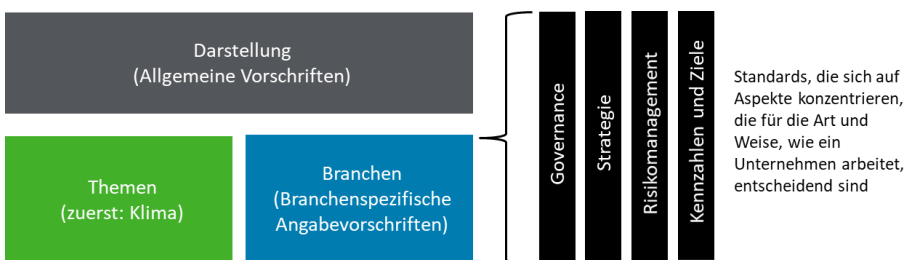 Darstellung
(Allgemeine Vorschriften)
Themen
(zuerst: Klima)
Branchen
(Branchenspezifische
Angabevorschriften)
Governance
Strategie
Risikomanagement
Kennzahlen und Ziele
Standards, die sich auf
Aspekte konzentrieren,
die für die Art und
Weise, wie ein
Unternehmen arbeitet,
entscheidend sind